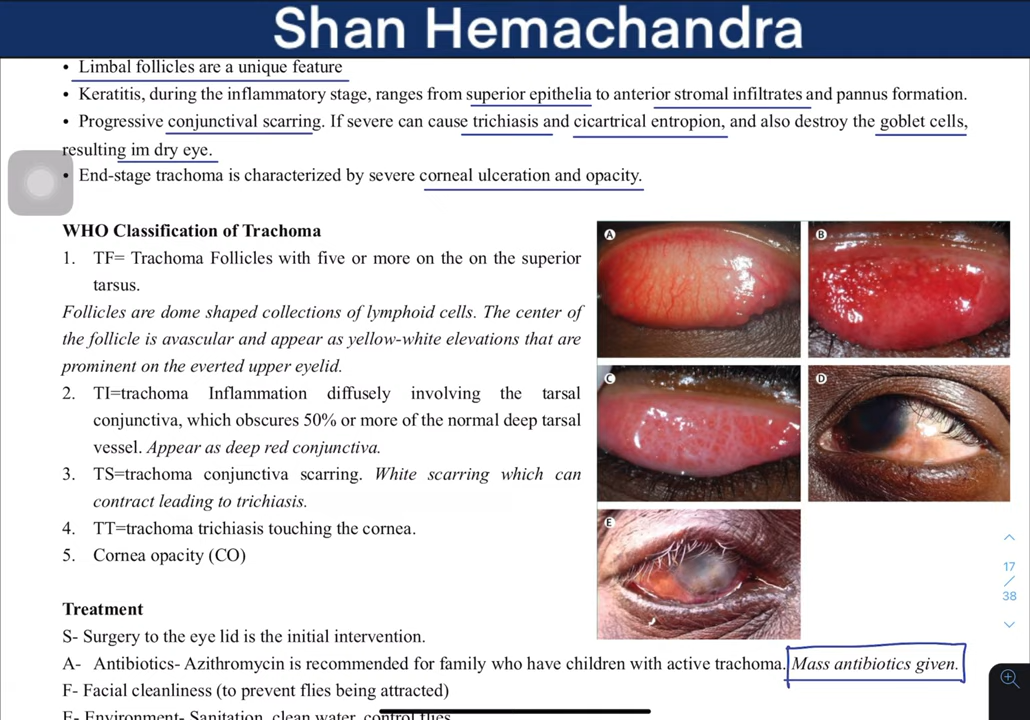 Shan Hemachandra
• Limbal follicles are a unique feature
• Keratitis, during the inflammatory stage, ranges from superior epithelia to anterior stromal infiltrates and pannus formation.
• Progressive conjunctival scarring. If severe can cause trichiasis and cicartrical entropion, and also destroy the goblet cells,
resulting im dry eye.
• End-stage trachoma is characterized by severe corneal ulceration and opacity.
WHO Classification of Trachoma
1. TF= Trachoma Follicles with five or more on the on the superior
tarsus.
Follicles are dome shaped collections of lymphoid cells. The center of
the follicle is avascular and appear as yellow-white elevations that are
prominent on the everted upper eyelid.
2. TI=trachoma Inflammation diffusely involving the tarsal
conjunctiva, which obscures 50% or more of the normal deep tarsal
vessel. Appear as deep red conjunctiva.
3. TS=trachoma conjunctiva scarring. White scarring which can
contract leading to trichiasis.
4. TT=trachoma trichiasis touching the cornea.
5. Cornea opacity (CO)
A
B
C
D
E
17
/
38
Treatment
S- Surgery to the eye lid is the initial intervention.
A- Antibiotics- Azithromycin is recommended for family who have children with active trachoma. Mass antibiotics given.
F- Facial cleanliness (to prevent flies being attracted)
E- Environment- Sanitation, clean water, control flies